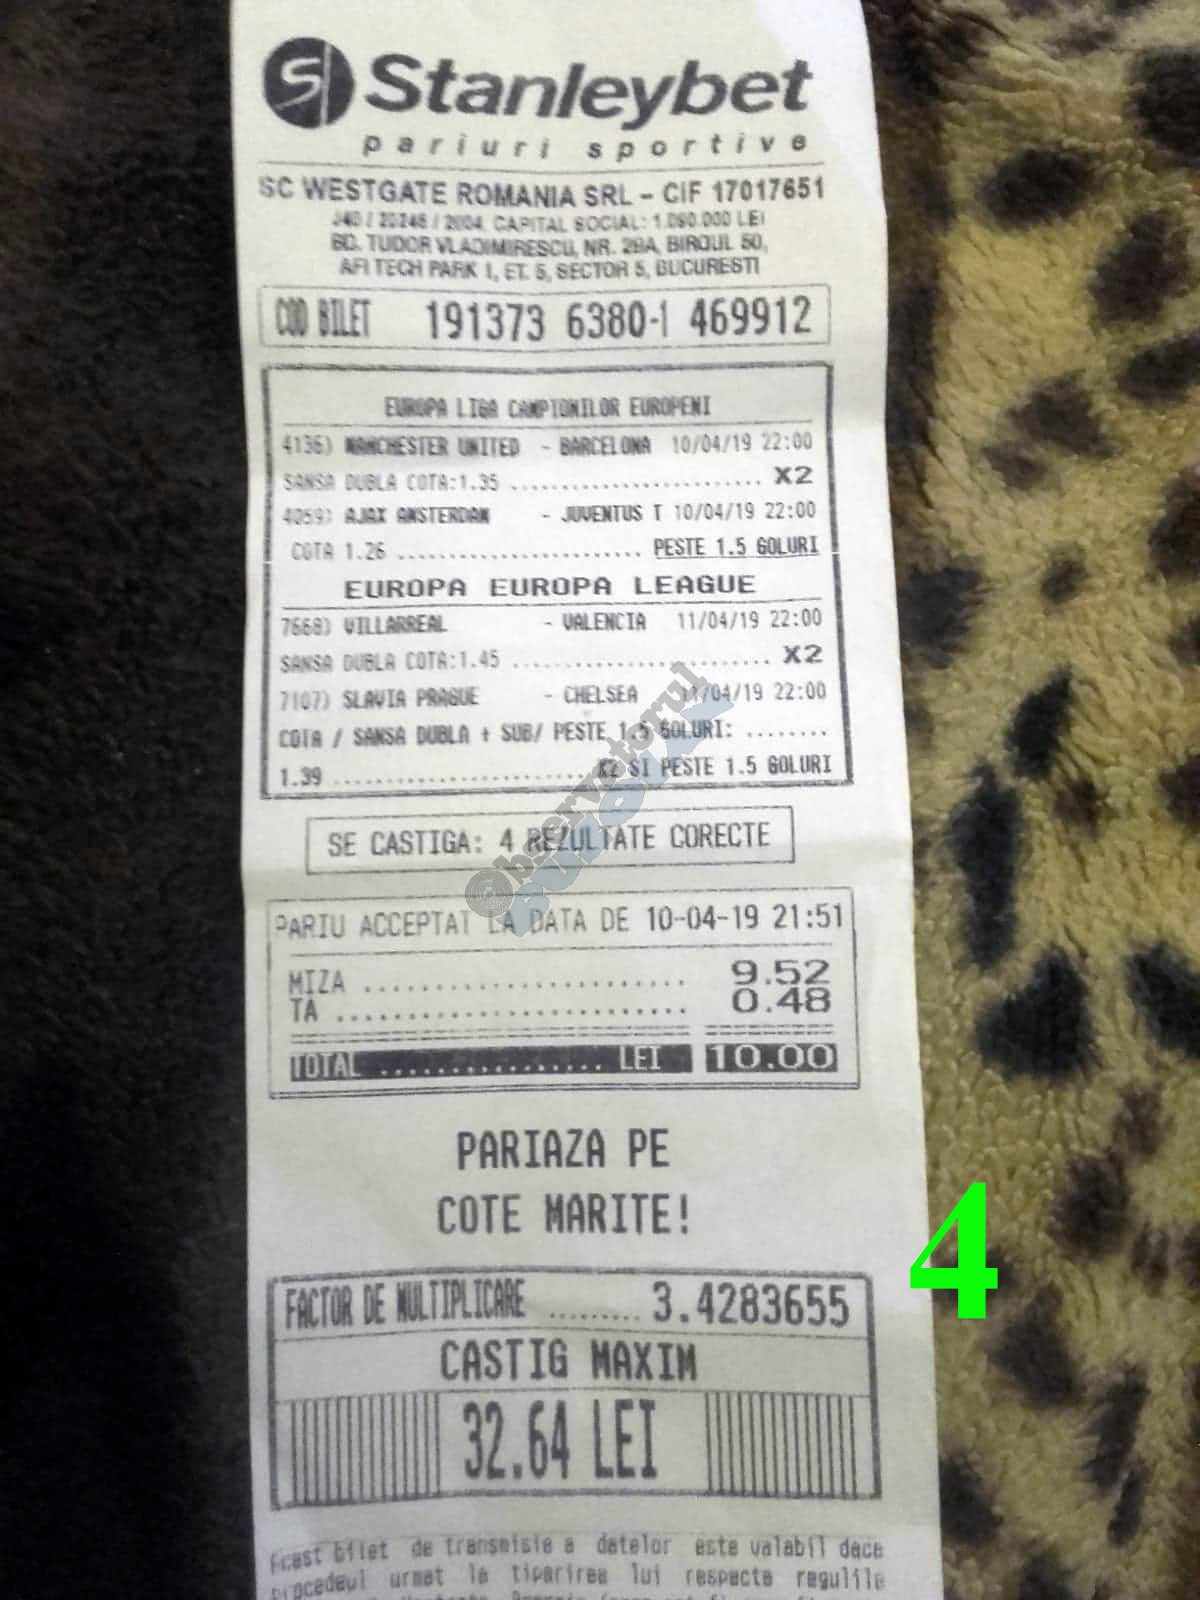 Stanleybet
pariuri sportive
SC WESTGATE ROMANIA SRL - CIF 17017651
J40 / 20246 / 2004, CAPITAL SOCIAL: 1.080.000 LEI
BD. TUDOR VLADIMIRESCU, NR. 29A, BIROUL 50,
AFI TECH PARK 1, ET. 5, SECTOR 5, BUCURESTI
COD BILET 191373 6380-1 469912
EUROPA LIGA CAMPIONILOR EUROPENI
4136) MANCHESTER UNITED - BARCELONA 10/04/19 22:00
SANSA DUBLA COTA:1.35 ........................ X2
4059) AJAX AMSTERDAM - JUVENTUS T 10/04/19 22:00
COTA 1.26 ........................ PESTE 1.5 GOLURI
EUROPA EUROPA LEAGUE
7668) VILLARREAL - VALENCIA 11/04/19 22:00
SANSA DUBLA COTA:1.45 ........................ X2
7107) SLAVIA PRAGUE - CHELSEA 11/04/19 22:00
COTA / SANSA DUBLA + SUB/ PESTE 1.5 GOLURI: ........
1.39 ........................ X2 SI PESTE 1.5 GOLURI
SE CASTIGA: 4 REZULTATE CORECTE
PARIU ACCEPTAT LA DATA DE 10-04-19 21:51
MIZA ........................ 9.52
TA ........................ 0.48
TOTAL ................ LEI 10.00
PARIAZA PE
COTE MARITE!
4
FACTOR DE MULTIPLICARE ......... 3.4283655
CASTIG MAXIM
32.64 LEI
Acest bilet de transmisie a datelor este valabil daca
procedeul urmat la tiparirea lui respecta regulile
Observatorul